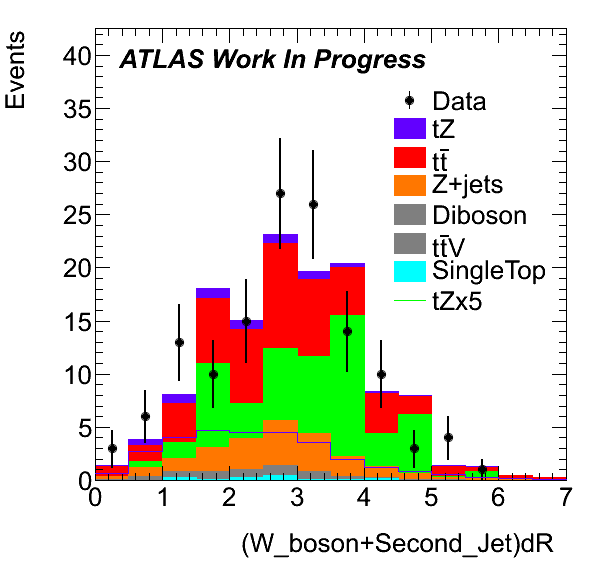 Events
ATLAS Work In Progress
40
35
30
25
20
15
10
5
0
Data
tZ
tt̄
Z+jets
Diboson
tt̄V
SingleTop
tZx5
0 1 2 3 4 5 6 7
(W_boson+Second_Jet)dR